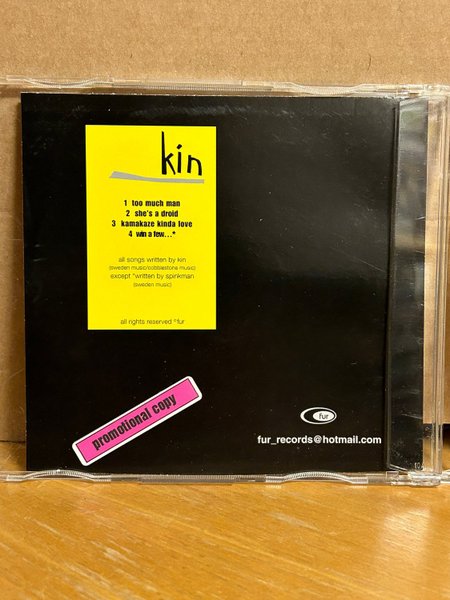 kin
1 too much man
2 she's a droid
3 kamakaze kinda love
4 win a few...*
all songs written by kin
(sweden music/cobblestone music)
except *written by spinkman
(sweden music)
all rights reserved ©fur
promotional copy
fur
fur_records@hotmail.com